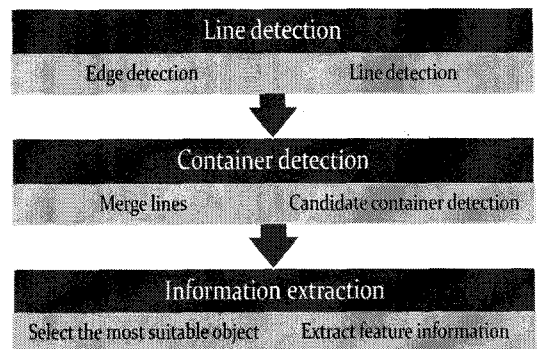 Line detection
Edge detection Line detection
Container detection
Merge lines Candidate container detection
Information extraction
Select the most suitable object Extract feature information